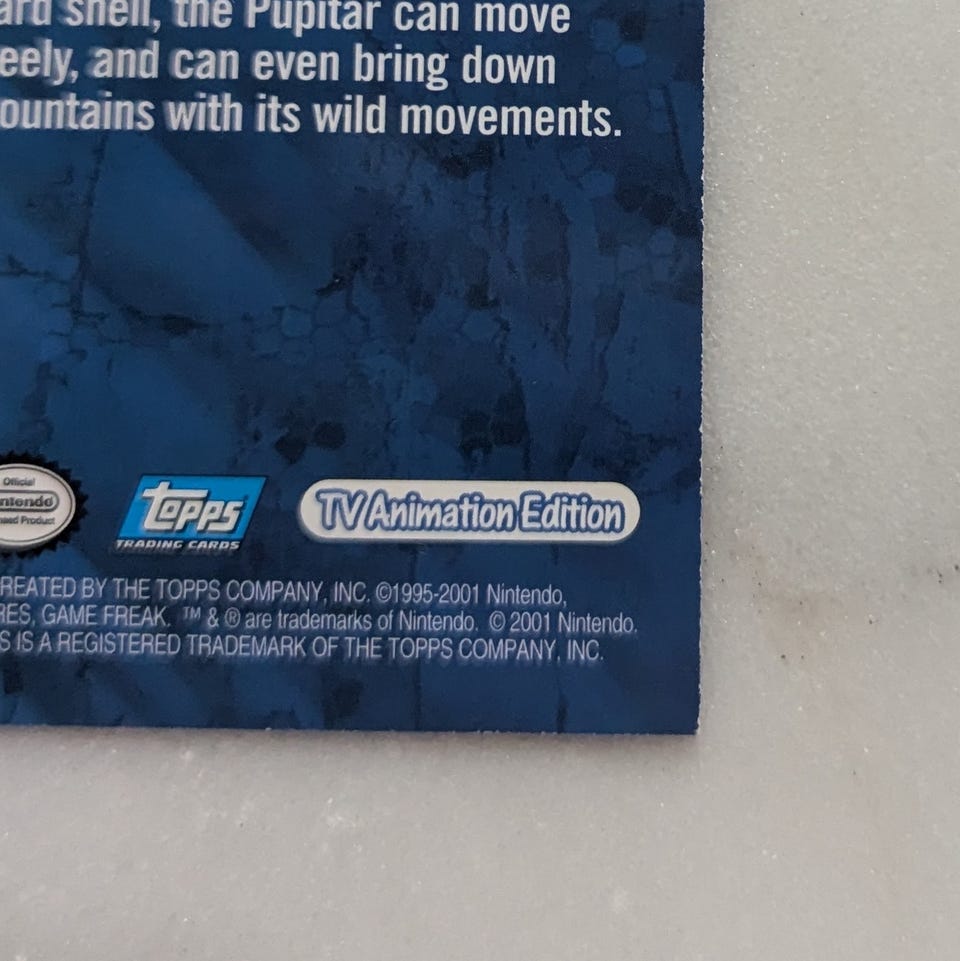 ard shell, the Pupitar can move
eely, and can even bring down
ountains with its wild movements.
Official
ntendo
nsed Product
Topps
TRADING CARDS
TV Animation Edition
REATED BY THE TOPPS COMPANY, INC. ©1995-2001 Nintendo,
RES, GAME FREAK. ™ & ® are trademarks of Nintendo. © 2001 Nintendo.
S IS A REGISTERED TRADEMARK OF THE TOPPS COMPANY, INC.